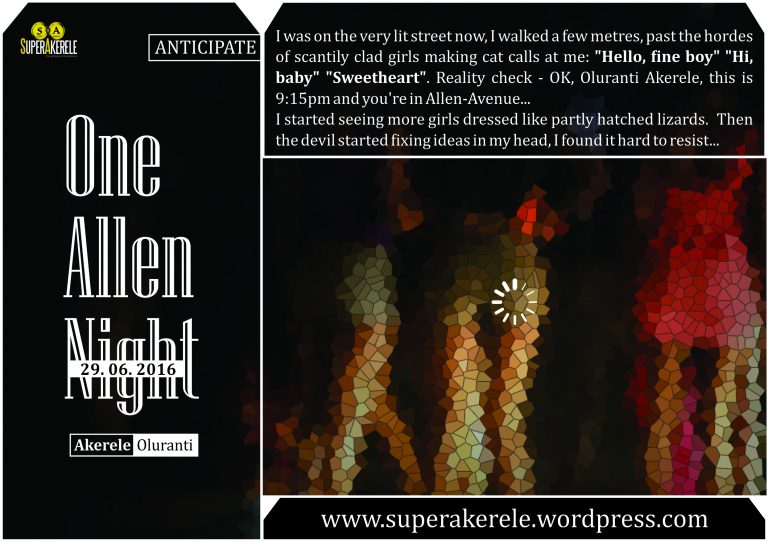 SA
SUPERAKERELE
ANTICIPATE
One
Allen
Night
29. 06. 2016
Akerele Oluranti
I was on the very lit street now, I walked a few metres, past the hordes
of scantily clad girls making cat calls at me: "Hello, fine boy" "Hi,
baby" "Sweetheart". Reality check - OK, Oluranti Akerele, this is
9:15pm and you're in Allen-Avenue...
I started seeing more girls dressed like partly hatched lizards. Then
the devil started fixing ideas in my head, I found it hard to resist...
www.superakerele.wordpress.com